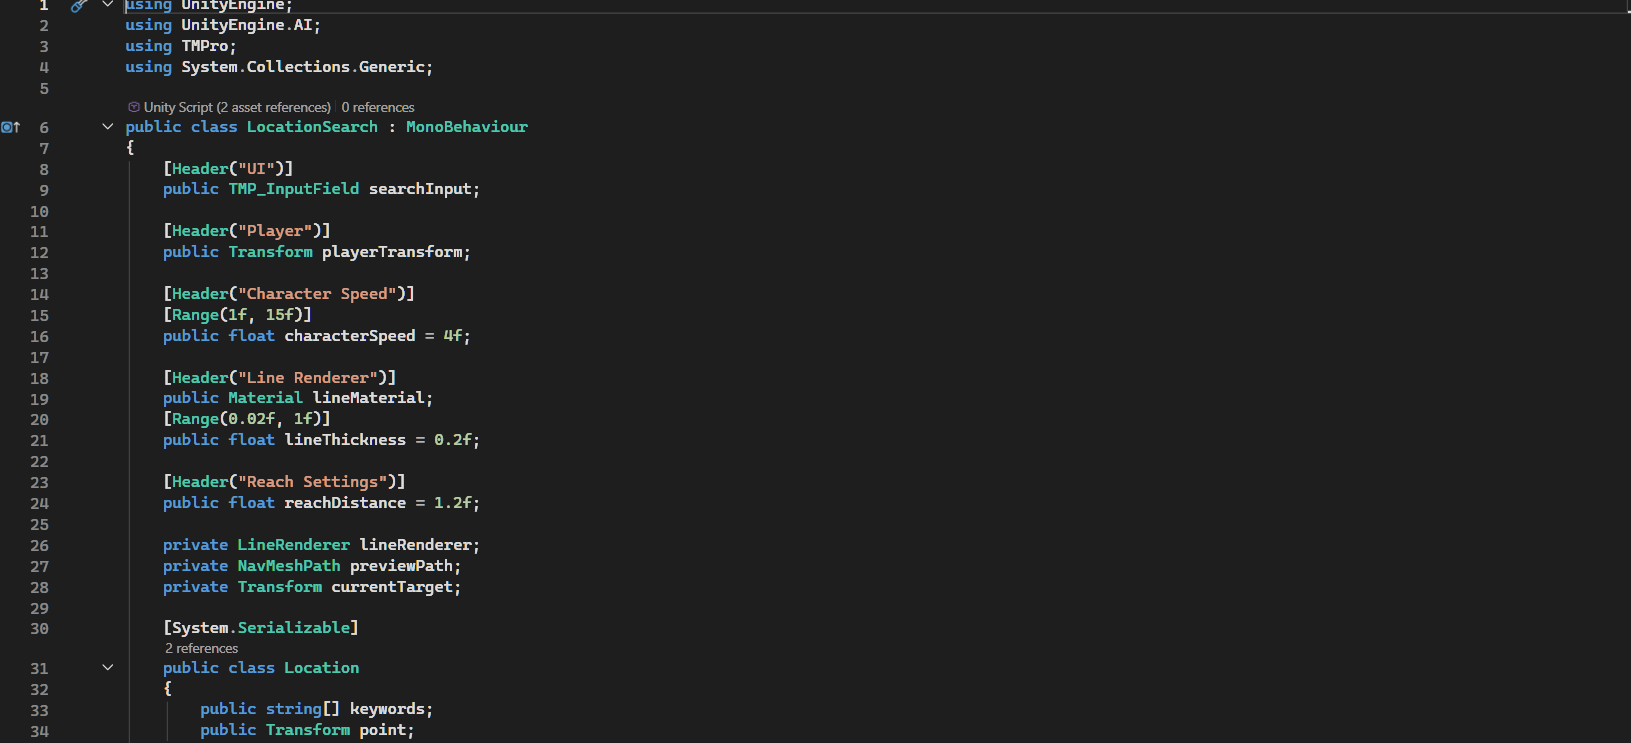 1 using UnityEngine;
2 using UnityEngine.AI;
3 using TMPro;
4 using System.Collections.Generic;
5
Unity Script (2 asset references) | 0 references
6 public class LocationSearch : MonoBehaviour
7 {
8 [Header("UI")]
9 public TMP_InputField searchInput;
10
11 [Header("Player")]
12 public Transform playerTransform;
13
14 [Header("Character Speed")]
15 [Range(1f, 15f)]
16 public float characterSpeed = 4f;
17
18 [Header("Line Renderer")]
19 public Material lineMaterial;
20 [Range(0.02f, 1f)]
21 public float lineThickness = 0.2f;
22
23 [Header("Reach Settings")]
24 public float reachDistance = 1.2f;
25
26 private LineRenderer lineRenderer;
27 private NavMeshPath previewPath;
28 private Transform currentTarget;
29
30 [System.Serializable]
2 references
31 public class Location
32 {
33 public string[] keywords;
34 public Transform point;